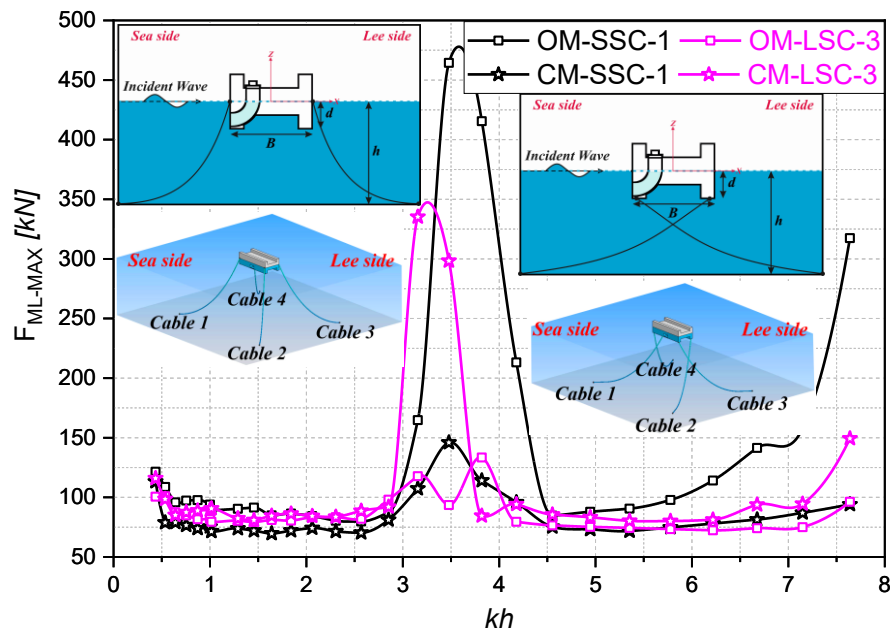 OM-SSC-1 OM-LSC-3
CM-SSC-1 CM-LSC-3
Sea side Lee side
Incident Wave
z
d
B
h
Sea side Lee side
Incident Wave
z
d
B
h
Sea side Lee side
Cable 4
Cable 1 Cable 3
Cable 2
Sea side Lee side
Cable 4
Cable 1 Cable 3
Cable 2
F_ML-MAX [kN]
500
450
400
350
300
250
200
150
100
50
0 1 2 3 4 5 6 7 8
kh